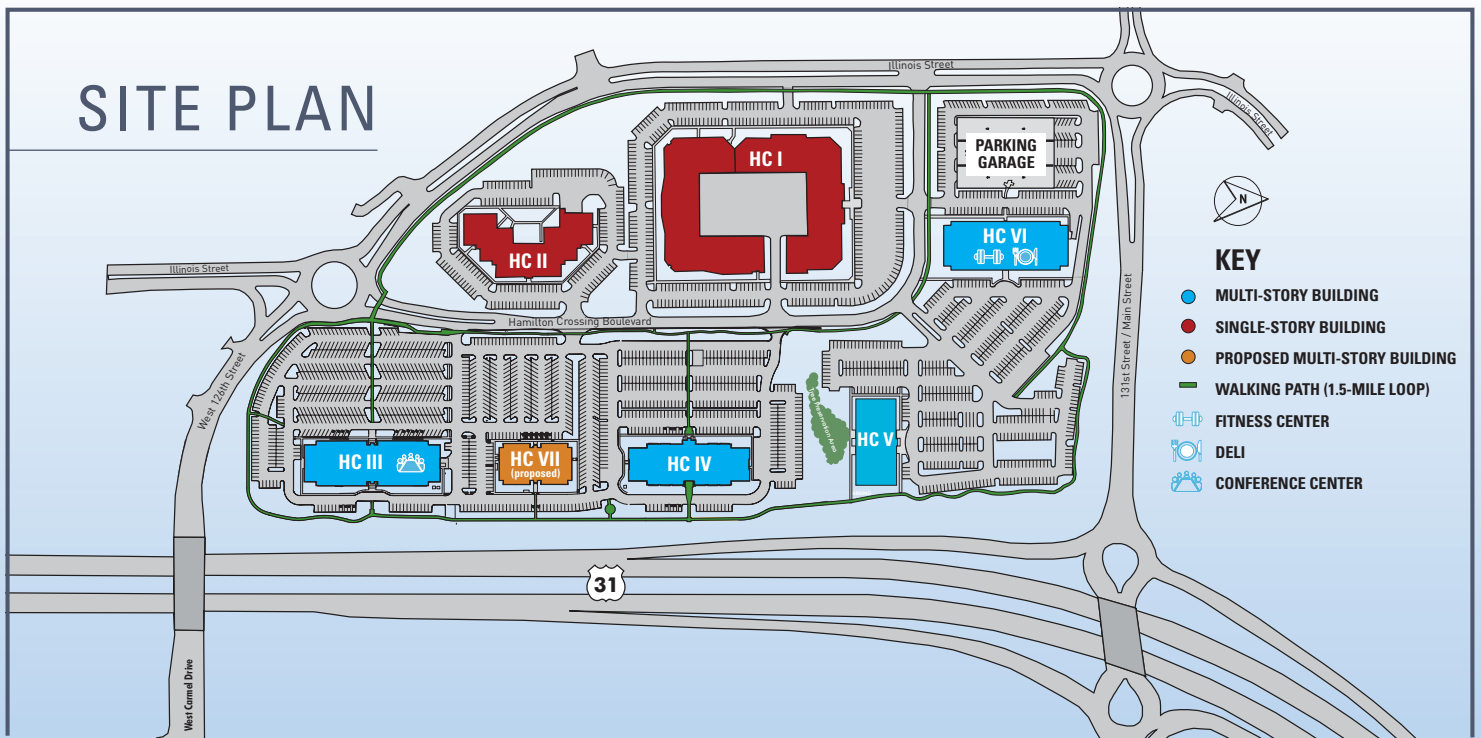 SITE PLAN
Illinois Street
Illinois Street
PARKING
GARAGE
HC I
N
HC VI
HC II
KEY
Illinois Street
MULTI-STORY BUILDING
Hamilton Crossing Boulevard
SINGLE-STORY BUILDING
PROPOSED MULTI-STORY BUILDING
WALKING PATH (1.5-MILE LOOP)
West 126th Street
131st Street / Main Street
Tree Preservation Area
FITNESS CENTER
HC V
DELI
HC III
HC VII
(proposed)
HC IV
CONFERENCE CENTER
31
West Carmel Drive